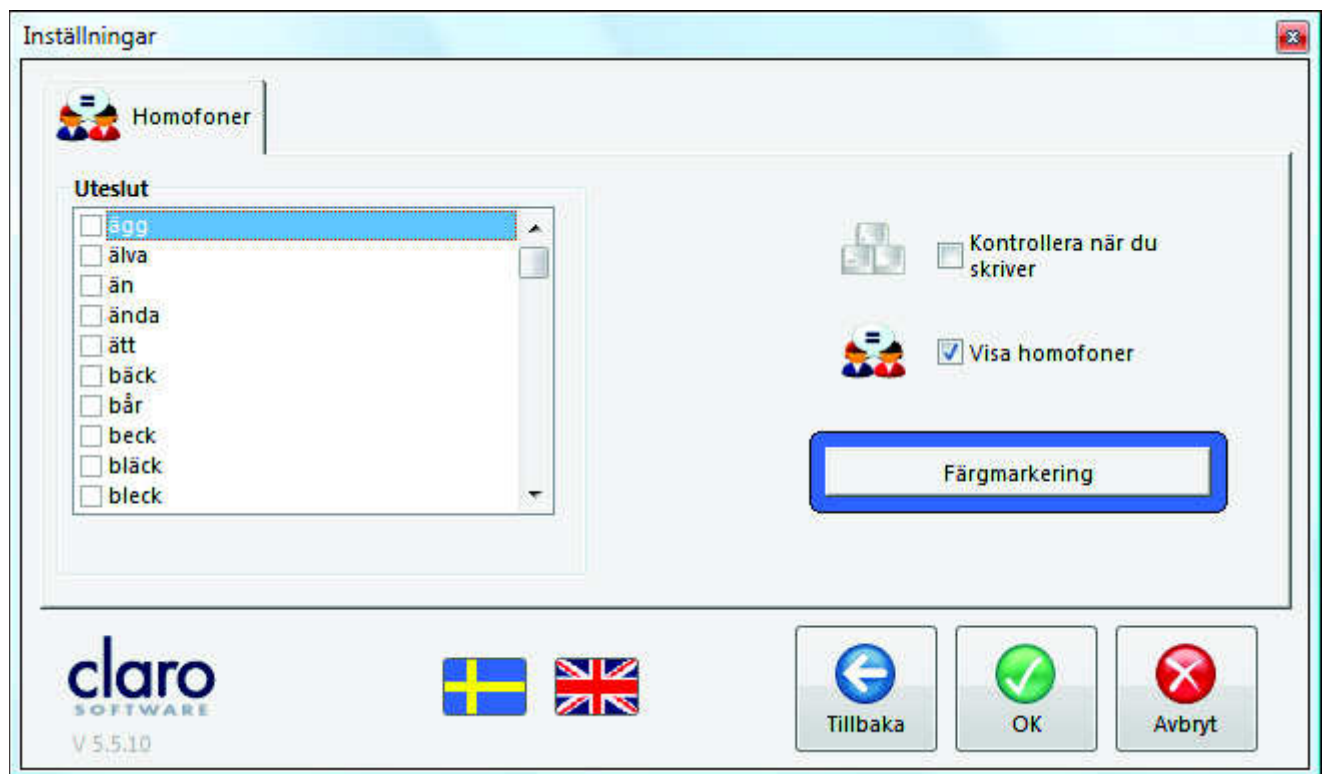 Inställningar
Homofoner
Uteslut
ägg
älva
än
ända
ätt
bäck
bår
beck
bläck
bleck
Kontrollera när du
skriver
Visa homofoner
Färgmarkering
claro
SOFTWARE
V 5.5.10
Tillbaka
OK
Avbryt